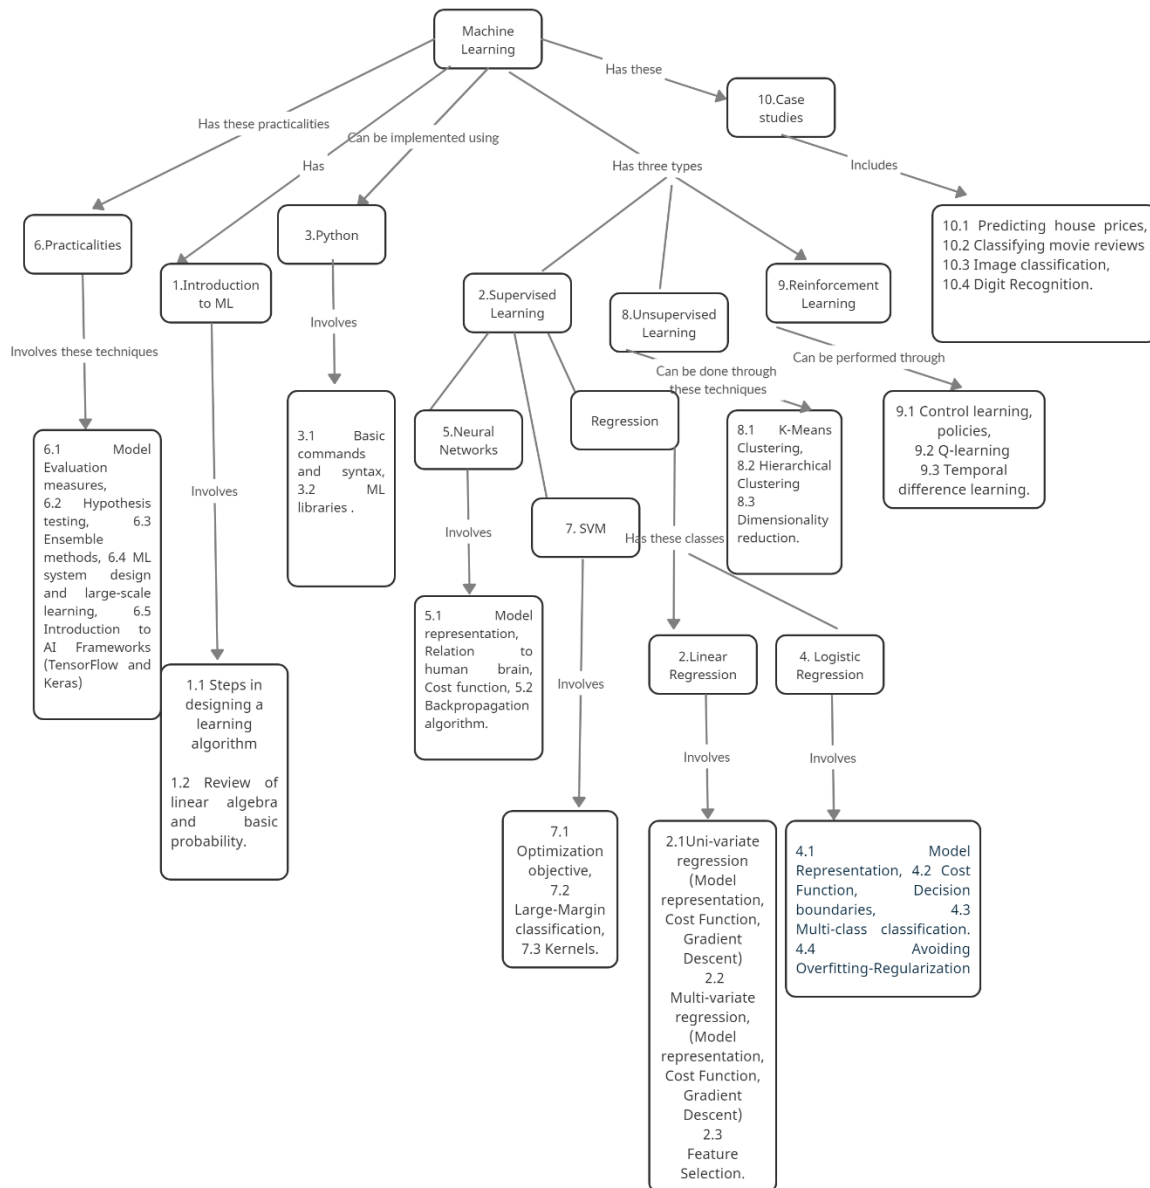 Machine
Learning
Has these
10.Case
studies
Has these practicalities
Can be implemented using
Has
Has three types
Includes
6.Practicalities
3.Python
1.Introduction
to ML
2.Supervised
Learning
8.Unsupervised
Learning
9.Reinforcement
Learning
10.1 Predicting house prices,
10.2 Classifying movie reviews
10.3 Image classification,
10.4 Digit Recognition.
Involves these techniques
Involves
Can be done through
these techniques
Can be performed through
6.1 Model
Evaluation
measures,
6.2 Hypothesis
testing, 6.3
Ensemble
methods, 6.4 ML
system design
and large-scale
learning, 6.5
Introduction to
AI Frameworks
(TensorFlow and
Keras)
Involves
3.1 Basic
commands
and syntax,
3.2 ML
libraries .
5.Neural
Networks
Regression
8.1 K-Means
Clustering,
8.2 Hierarchical
Clustering
8.3
Dimensionality
reduction.
9.1 Control learning,
policies,
9.2 Q-learning
9.3 Temporal
difference learning.
Involves
7. SVM
Has these classes
1.1 Steps in
designing a
learning
algorithm
1.2 Review of
linear algebra
and basic
probability.
5.1 Model
representation,
Relation to
human brain,
Cost function, 5.2
Backpropagation
algorithm.
Involves
2.Linear
Regression
4. Logistic
Regression
Involves
Involves
7.1
Optimization
objective,
7.2
Large-Margin
classification,
7.3 Kernels.
2.1Uni-variate
regression
(Model
representation,
Cost Function,
Gradient
Descent)
2.2
Multi-variate
regression,
(Model
representation,
Cost Function,
Gradient
Descent)
2.3
Feature
Selection.
4.1 Model
Representation, 4.2 Cost
Function, Decision
boundaries, 4.3
Multi-class classification.
4.4 Avoiding
Overfitting-Regularization